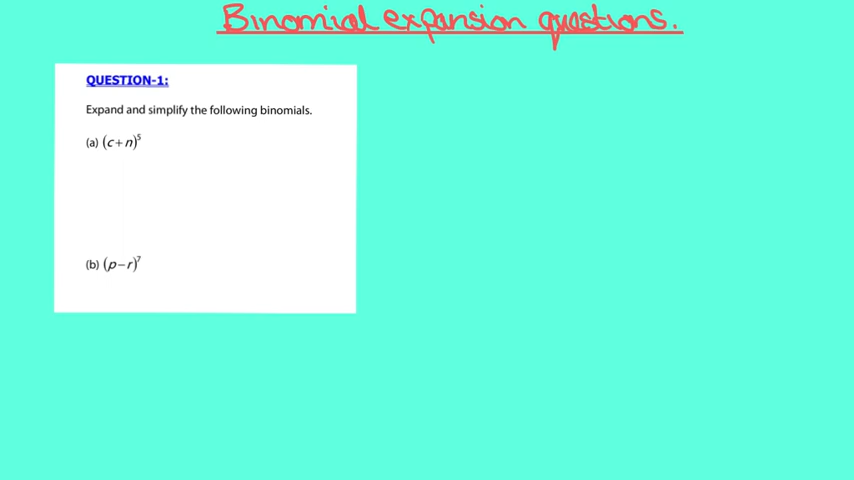 Binomial expansion questions.
QUESTION-1:
Expand and simplify the following binomials.
(a) (c+n)⁵
(b) (p−r)⁷